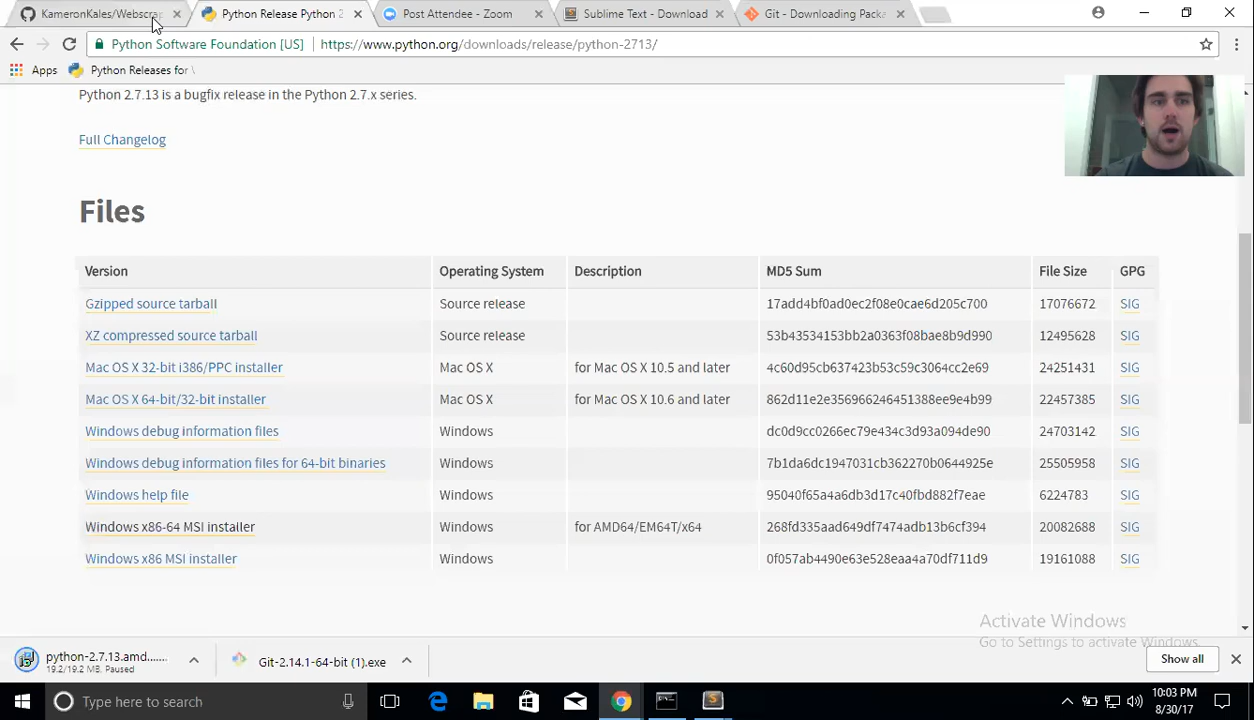 KameronKales/Webscrap
Python Release Python 2
Post Attendee - Zoom
Sublime Text - Download
Git - Downloading Packa
Python Software Foundation [US]
https://www.python.org/downloads/release/python-2713/
Apps
Python Releases for \
Python 2.7.13 is a bugfix release in the Python 2.7.x series.
Full Changelog
Files
Version Operating System Description MD5 Sum File Size GPG
Gzipped source tarball Source release 17add4bf0ad0ec2f08e0cae6d205c700 17076672 SIG
XZ compressed source tarball Source release 53b43534153bb2a0363f08bae8b9d990 12495628 SIG
Mac OS X 32-bit i386/PPC installer Mac OS X for Mac OS X 10.5 and later 4c60d95cb637423b53c59c3064cc2e69 24251431 SIG
Mac OS X 64-bit/32-bit installer Mac OS X for Mac OS X 10.6 and later 862d11e2e356966246451388ee9e4b99 22457385 SIG
Windows debug information files Windows dc0d9cc0266ec79e434c3d93a094de90 24703142 SIG
Windows debug information files for 64-bit binaries Windows 7b1da6dc1947031cb362270b0644925e 25505958 SIG
Windows help file Windows 95040f65a4a6db3d17c40fbd882f7eae 6224783 SIG
Windows x86-64 MSI installer Windows for AMD64/EM64T/x64 268fd335aad649df7474adb13b6cf394 20082688 SIG
Windows x86 MSI installer Windows 0f057ab4490e63e528eaa4a70df711d9 19161088 SIG
Activate Windows
Go to Settings to activate Windows.
python-2.7.13.amd......
19.2/19.2 MB, Paused
Git-2.14.1-64-bit (1).exe
Show all
Type here to search
10:03 PM
8/30/17